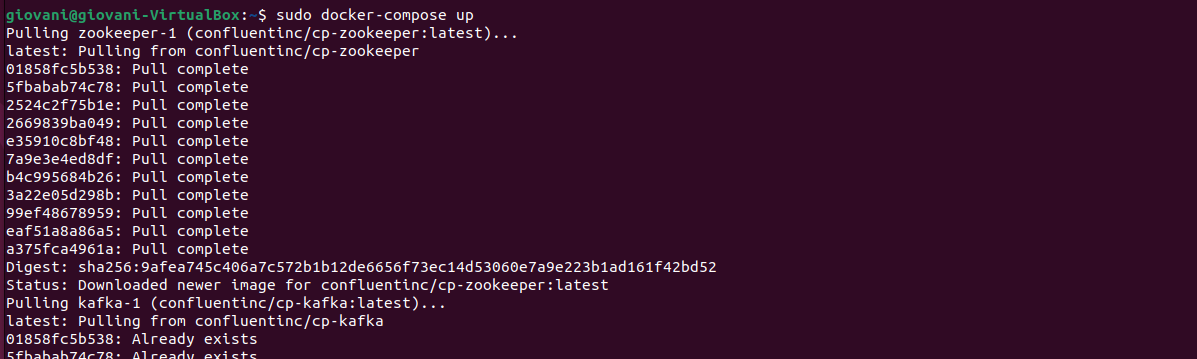 giovani@giovani-VirtualBox:~$ sudo docker-compose up
Pulling zookeeper-1 (confluentinc/cp-zookeeper:latest)...
latest: Pulling from confluentinc/cp-zookeeper
01858fc5b538: Pull complete
5fbabab74c78: Pull complete
2524c2f75b1e: Pull complete
2669839ba049: Pull complete
e35910c8bf48: Pull complete
7a9e3e4ed8df: Pull complete
b4c995684b26: Pull complete
3a22e05d298b: Pull complete
99ef48678959: Pull complete
eaf51a8a86a5: Pull complete
a375fca4961a: Pull complete
Digest: sha256:9afea745c406a7c572b1b12de6656f73ec14d53060e7a9e223b1ad161f42bd52
Status: Downloaded newer image for confluentinc/cp-zookeeper:latest
Pulling kafka-1 (confluentinc/cp-kafka:latest)...
latest: Pulling from confluentinc/cp-kafka
01858fc5b538: Already exists
5fbabab74c78: Already exists